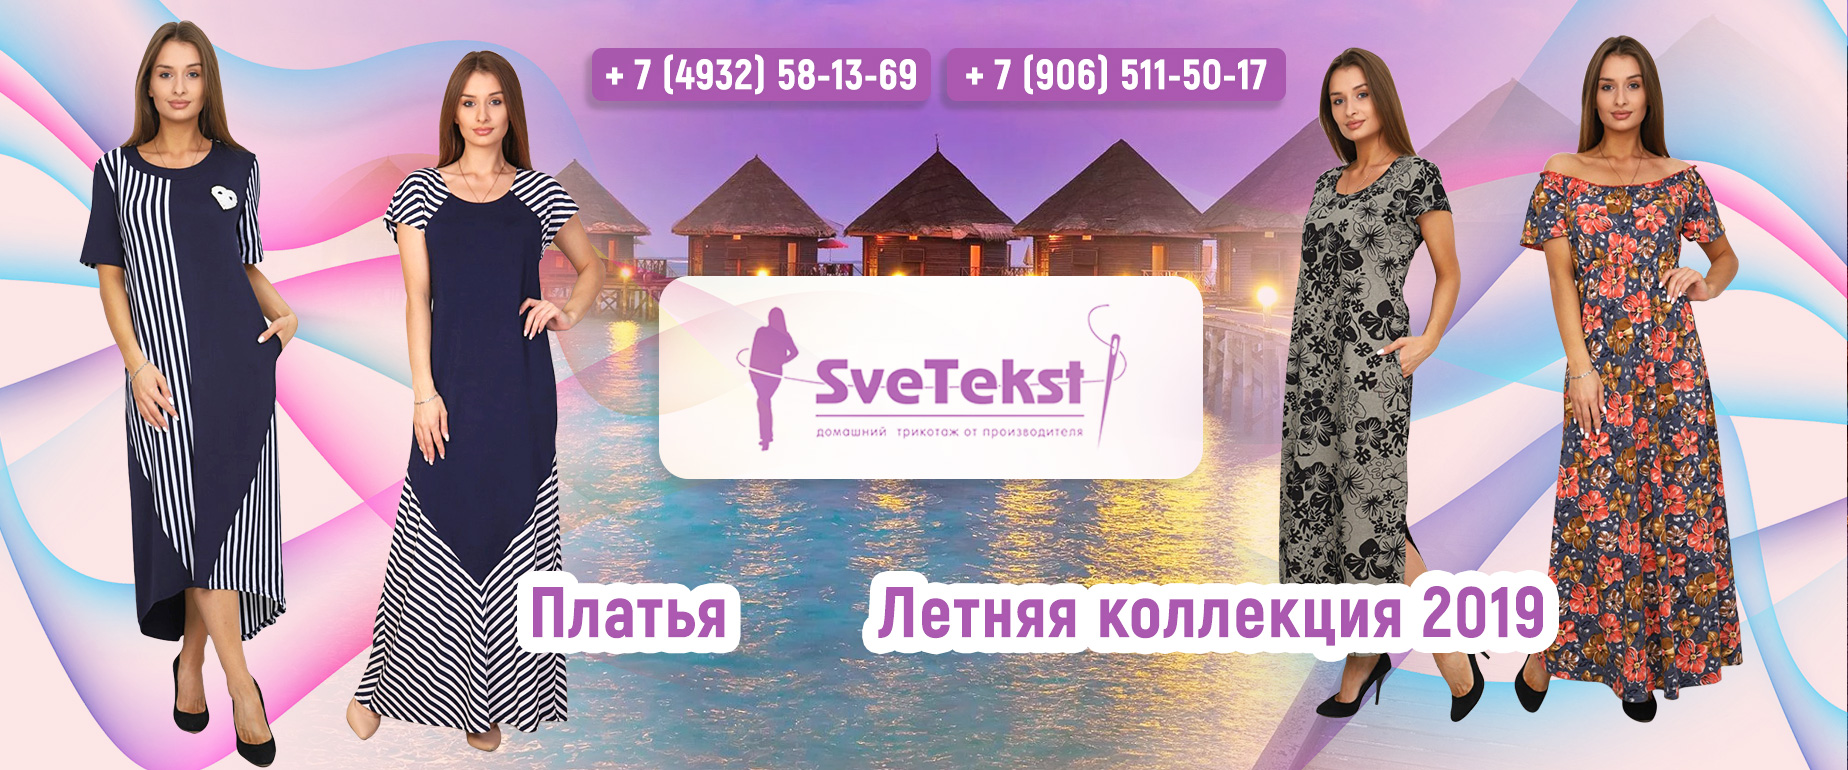 + 7 (4932) 58-13-69
+ 7 (906) 511-50-17
SveTekst
домашний трикотаж от производителя
Платья
Летняя коллекция 2019